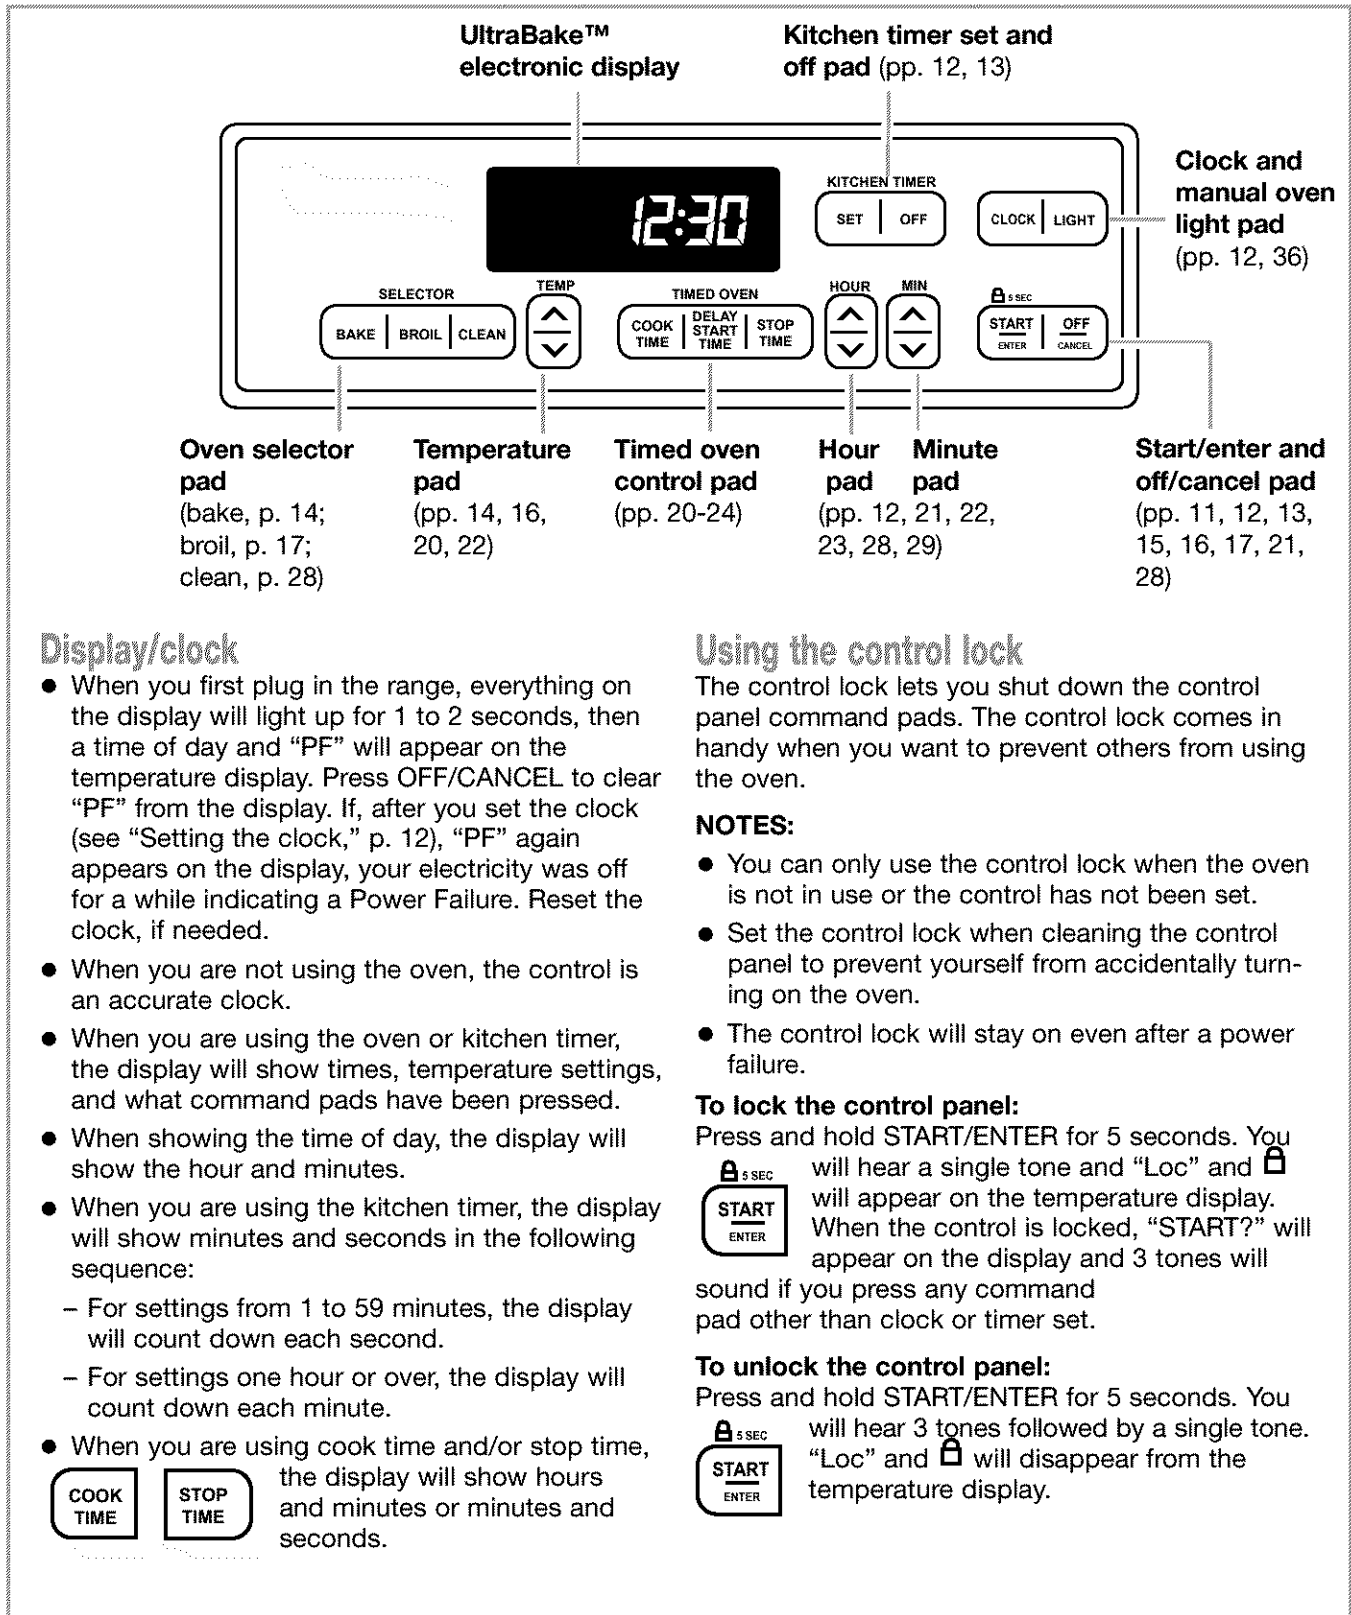 UltraBake™
electronic display
Kitchen timer set and
off pad (pp. 12, 13)
Clock and
manual oven
light pad
(pp. 12, 36)
12:30
KITCHEN TIMER
SET OFF
CLOCK LIGHT
SELECTOR
BAKE BROIL CLEAN
TEMP
TIMED OVEN
COOK
TIME
DELAY
START
TIME
STOP
TIME
HOUR
MIN
5 SEC
START
ENTER
OFF
CANCEL
Oven selector
pad
(bake, p. 14;
broil, p. 17;
clean, p. 28)
Temperature
pad
(pp. 14, 16,
20, 22)
Timed oven
control pad
(pp. 20-24)
Hour Minute
pad pad
(pp. 12, 21, 22,
23, 28, 29)
Start/enter and
off/cancel pad
(pp. 11, 12, 13,
15, 16, 17, 21,
28)
Display/clock
● When you first plug in the range, everything on
the display will light up for 1 to 2 seconds, then
a time of day and “PF” will appear on the
temperature display. Press OFF/CANCEL to clear
“PF” from the display. If, after you set the clock
(see “Setting the clock,” p. 12), “PF” again
appears on the display, your electricity was off
for a while indicating a Power Failure. Reset the
clock, if needed.
● When you are not using the oven, the control is
an accurate clock.
● When you are using the oven or kitchen timer,
the display will show times, temperature settings,
and what command pads have been pressed.
● When showing the time of day, the display will
show the hour and minutes.
● When you are using the kitchen timer, the display
will show minutes and seconds in the following
sequence:
– For settings from 1 to 59 minutes, the display
will count down each second.
– For settings one hour or over, the display will
count down each minute.
● When you are using cook time and/or stop time,
the display will show hours
and minutes or minutes and
seconds.
COOK
TIME
STOP
TIME
Using the control lock
The control lock lets you shut down the control
panel command pads. The control lock comes in
handy when you want to prevent others from using
the oven.
NOTES:
● You can only use the control lock when the oven
is not in use or the control has not been set.
● Set the control lock when cleaning the control
panel to prevent yourself from accidentally turn-
ing on the oven.
● The control lock will stay on even after a power
failure.
To lock the control panel:
Press and hold START/ENTER for 5 seconds. You
will hear a single tone and “Loc” and
will appear on the temperature display.
When the control is locked, “START?” will
appear on the display and 3 tones will
sound if you press any command
pad other than clock or timer set.
5 SEC
START
ENTER
To unlock the control panel:
Press and hold START/ENTER for 5 seconds. You
will hear 3 tones followed by a single tone.
“Loc” and will disappear from the
temperature display.
5 SEC
START
ENTER